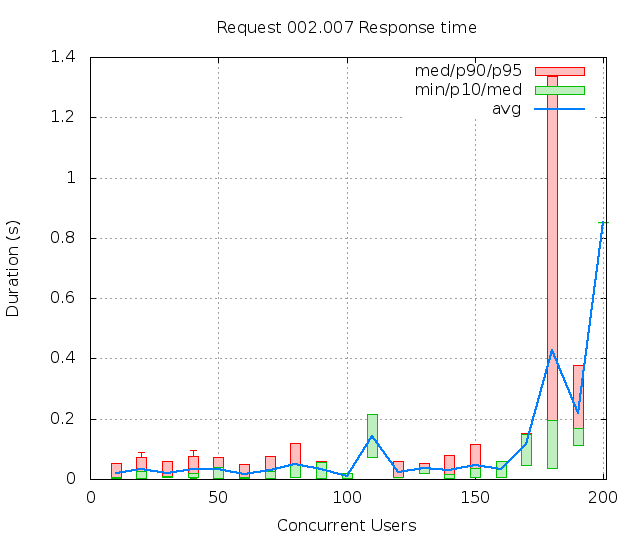 Request 002.007 Response time
1.4
1.2
1
0.8
0.6
0.4
0.2
0
0 50 100 150 200
Duration (s)
Concurrent Users
med/p90/p95
min/p10/med
avg